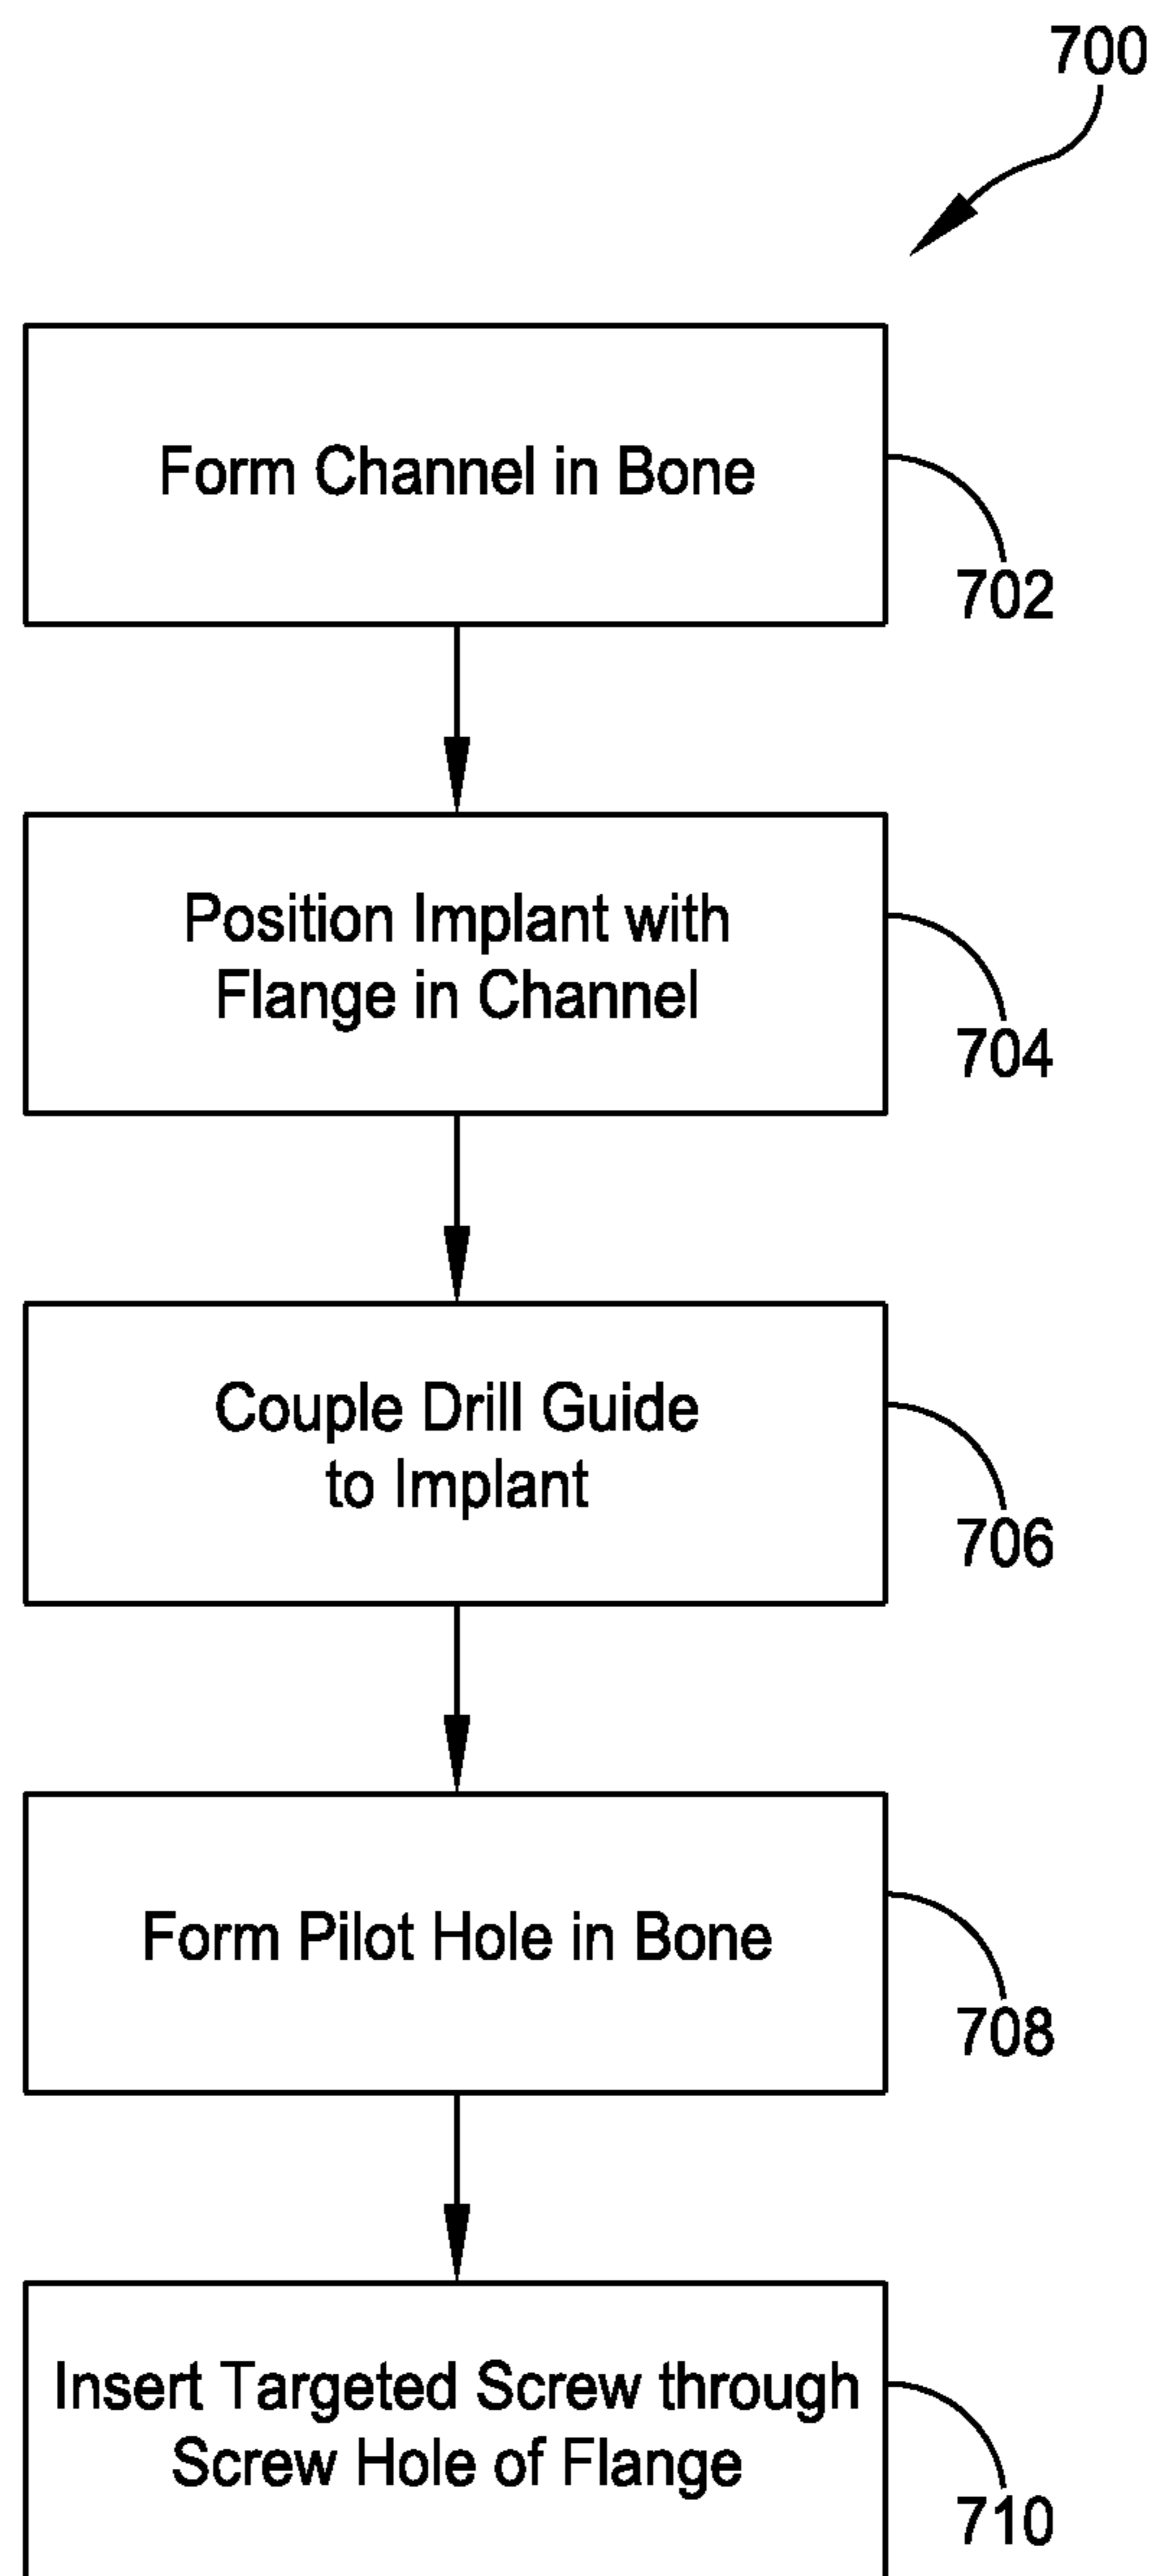 700
Form Channel in Bone
702
Position Implant with
Flange in Channel
704
Couple Drill Guide
to Implant
706
Form Pilot Hole in Bone
708
Insert Targeted Screw through
Screw Hole of Flange
710